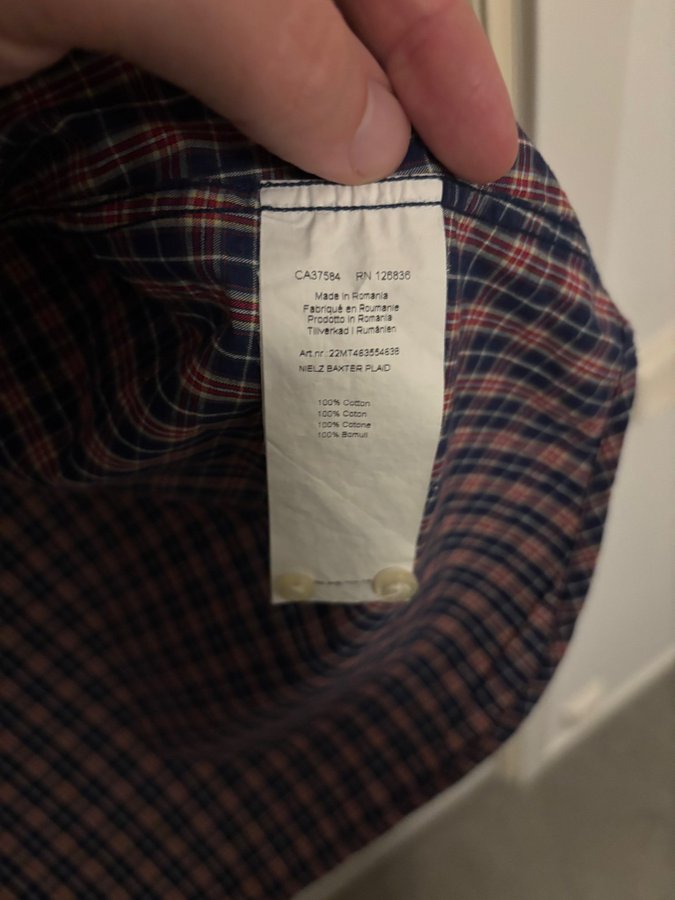 CA37584 RN 126836
Made in Romania
Fabriqué en Roumanie
Prodotto in Romania
Tillverkad i Rumänien
Art.nr.:22MT463554638
NIELZ BAXTER PLAID
100% Cotton
100% Coton
100% Cotone
100% Bomull